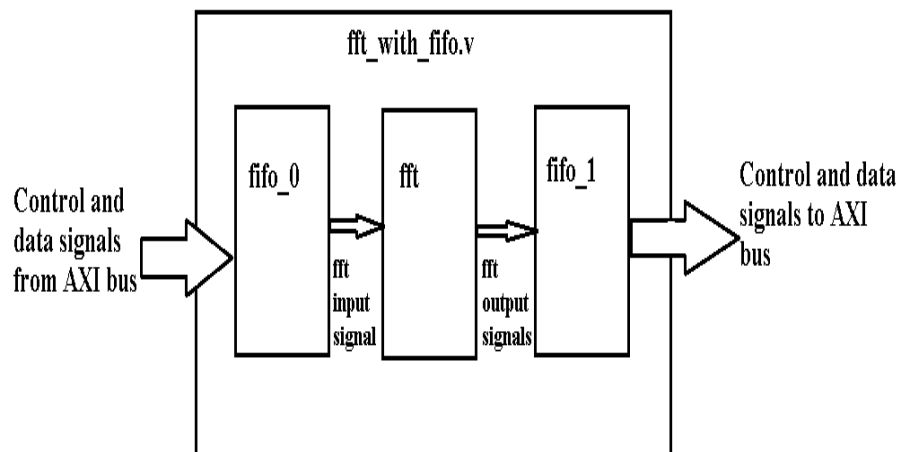 fft_with_fifo.v
fifo_0
fft
fifo_1
Control and
data signals
from AXI bus
fft
input
signal
fft
output
signals
Control and data
signals to AXI
bus